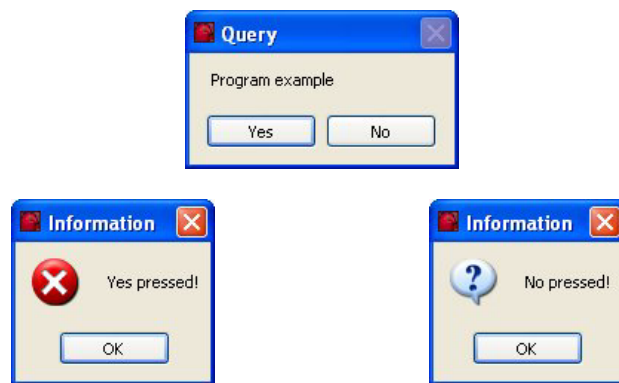 Query
Program example
Yes No
Information
Yes pressed!
OK
Information
No pressed!
OK